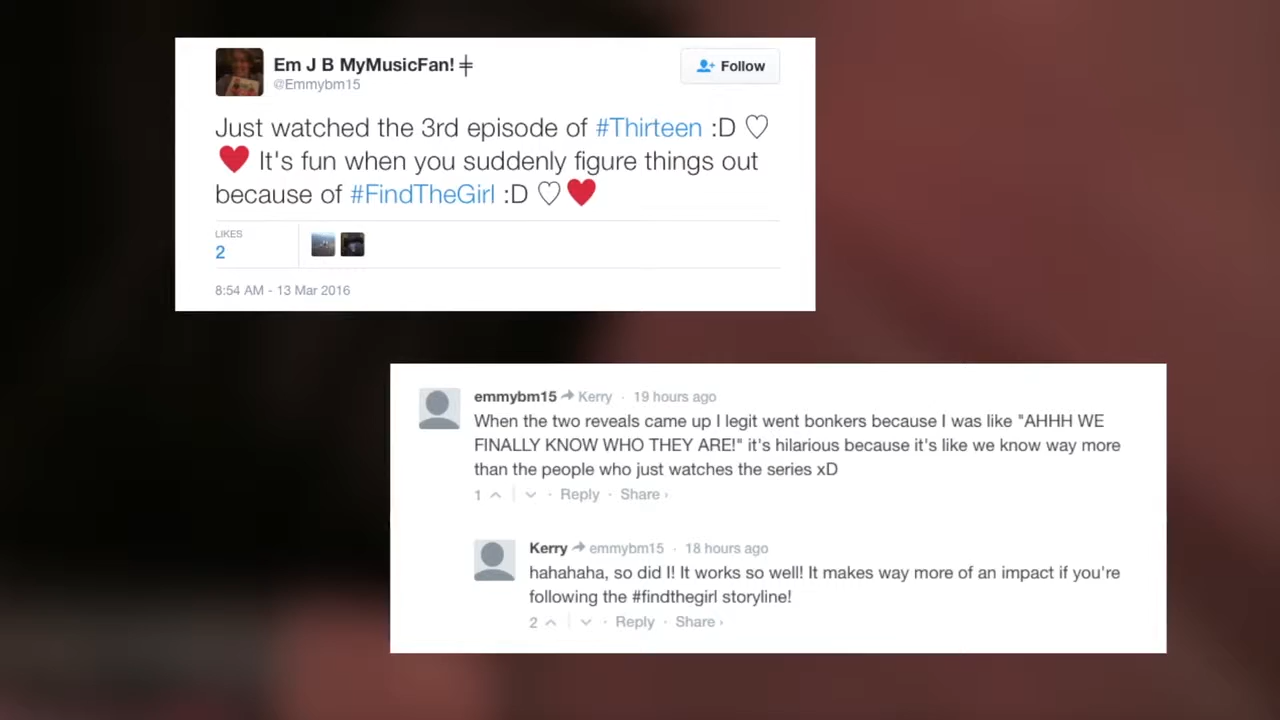 Em J B MyMusicFan! ╪
@Emmybm15
Follow
Just watched the 3rd episode of #Thirteen :D ♡
❤ It's fun when you suddenly figure things out
because of #FindTheGirl :D ♡❤
LIKES
2
8:54 AM - 13 Mar 2016
emmybm15 Kerry · 19 hours ago
When the two reveals came up I legit went bonkers because I was like "AHHH WE
FINALLY KNOW WHO THEY ARE!" it's hilarious because it's like we know way more
than the people who just watches the series xD
1 · Reply · Share ›
Kerry emmybm15 · 18 hours ago
hahahaha, so did I! It works so well! It makes way more of an impact if you're
following the #findthegirl storyline!
2 · Reply · Share ›